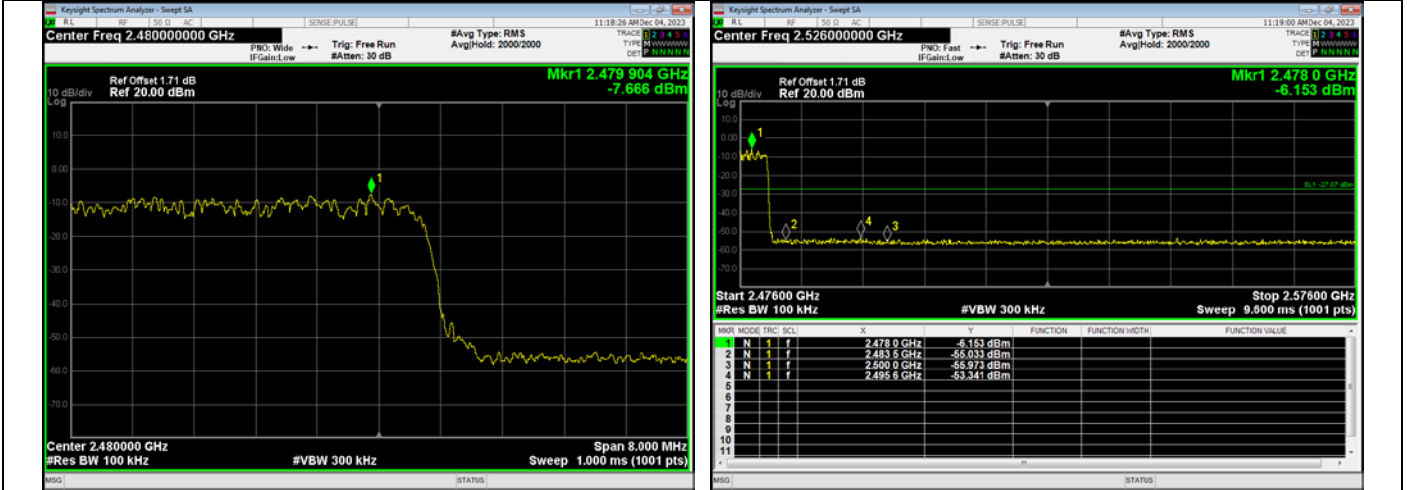 Keysight Spectrum Analyzer - Swept SA
RL RF 50 Ω AC SENSE:PULSE 11:18:26 AM Dec 04, 2023
Center Freq 2.480000000 GHz
PNO: Wide
IFGain:Low
Trig: Free Run
#Atten: 30 dB
#Avg Type: RMS
Avg|Hold: 2000/2000
TRACE 1 2 3 4 5 6
TYPE M WWWWW
DET P N N N N N
Mkr1 2.479 904 GHz
-7.666 dBm
Ref Offset 1.71 dB
10 dB/div Ref 20.00 dBm
Log
10.0
0.00
-10.0
-20.0
-30.0
-40.0
-50.0
-60.0
-70.0
1
Center 2.480000 GHz Span 8.000 MHz
#Res BW 100 kHz #VBW 300 kHz Sweep 1.000 ms (1001 pts)
MSG STATUS
Keysight Spectrum Analyzer - Swept SA
RL RF 50 Ω AC SENSE:PULSE 11:19:00 AM Dec 04, 2023
Center Freq 2.526000000 GHz
PNO: Fast
IFGain:Low
Trig: Free Run
#Atten: 30 dB
#Avg Type: RMS
Avg|Hold: 2000/2000
TRACE 1 2 3 4 5 6
TYPE M WWWWW
DET P N N N N N
Mkr1 2.478 0 GHz
-6.153 dBm
Ref Offset 1.71 dB
10 dB/div Ref 20.00 dBm
Log
10.0
0.00
-10.0
-20.0
-30.0
-40.0
-50.0
-60.0
-70.0
1
2
4
3
DL1 -27.67 dBm
Start 2.47600 GHz Stop 2.57600 GHz
#Res BW 100 kHz #VBW 300 kHz Sweep 9.600 ms (1001 pts)
MKR MODE TRC SCL X Y FUNCTION FUNCTION WIDTH FUNCTION VALUE
1 N 1 f 2.478 0 GHz -6.153 dBm
2 N 1 f 2.483 5 GHz -55.033 dBm
3 N 1 f 2.500 0 GHz -55.973 dBm
4 N 1 f 2.495 6 GHz -53.341 dBm
5
6
7
8
9
10
11
MSG STATUS